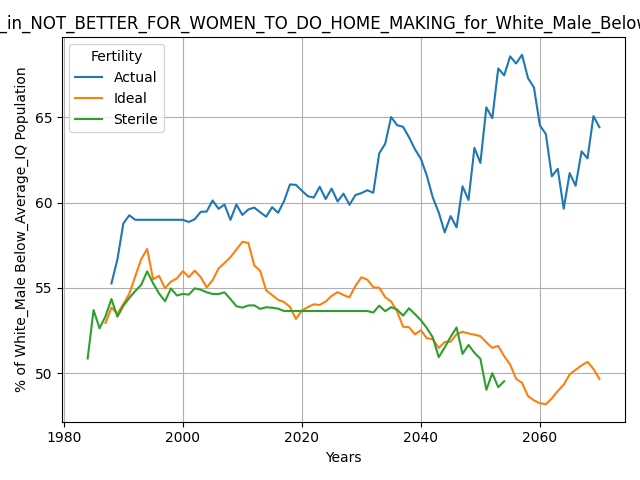 _in_NOT_BETTER_FOR_WOMEN_TO_DO_HOME_MAKING_for_White_Male_Below
Fertility
Actual
Ideal
Sterile
% of White_Male Below_Average_IQ Population
65
60
55
50
1980 2000 2020 2040 2060
Years